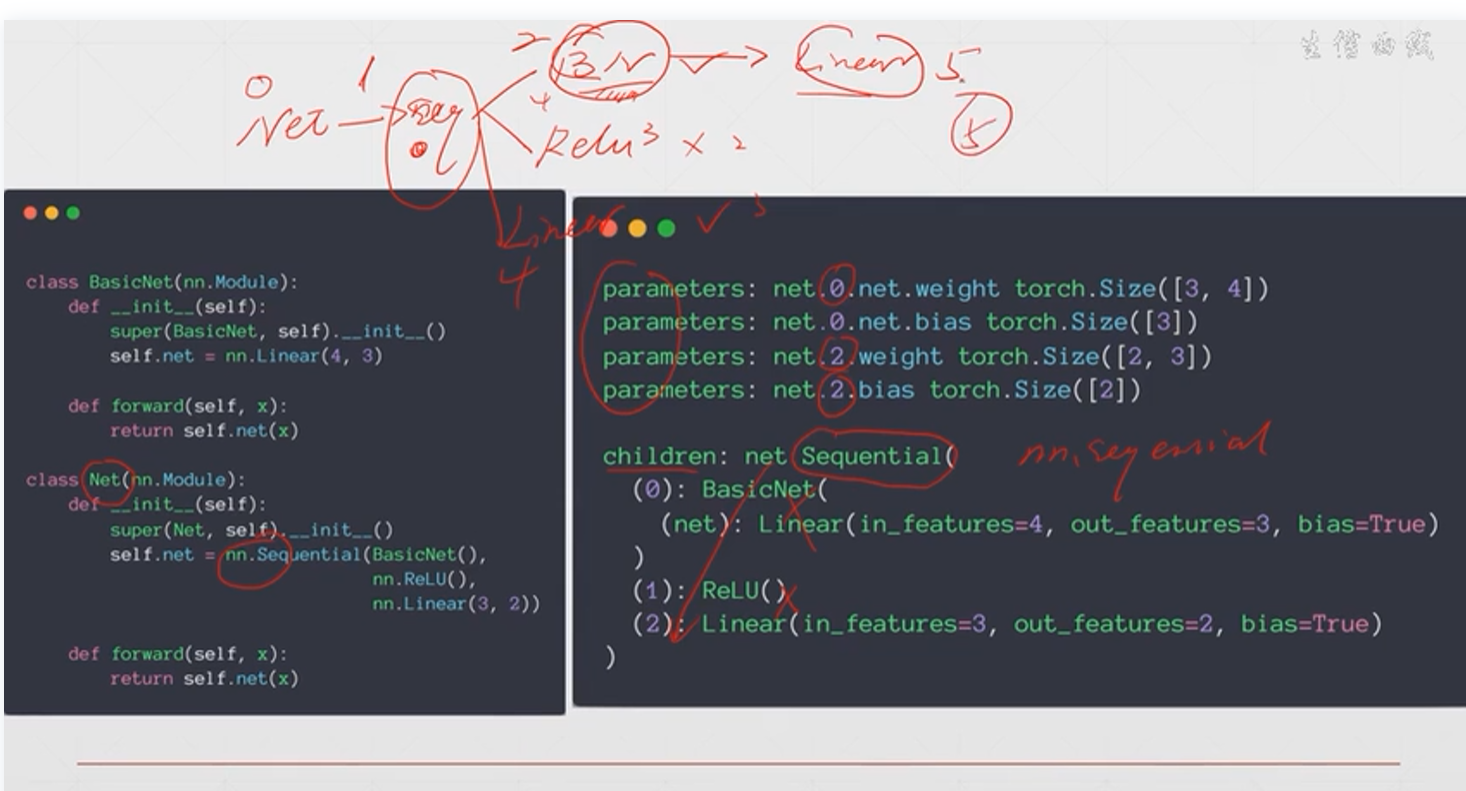 生信西缄
0 1 2 BN Linear 5
Net seq 4 5
Relu 3 x 2
0
Linear
4
✓ 3
class BasicNet(nn.Module):
    def __init__(self):
        super(BasicNet, self).__init__()
        self.net = nn.Linear(4, 3)
    def forward(self, x):
        return self.net(x)
class Net(nn.Module):
    def __init__(self):
        super(Net, self).__init__()
        self.net = nn.Sequential(BasicNet(),
                                 nn.ReLU(),
                                 nn.Linear(3, 2))
    def forward(self, x):
        return self.net(x)
parameters: net.0.net.weight torch.Size([3, 4])
parameters: net.0.net.bias torch.Size([3])
parameters: net.2.weight torch.Size([2, 3])
parameters: net.2.bias torch.Size([2])
children: net Sequential(
nn.seqential
  (0): BasicNet(
    (net): Linear(in_features=4, out_features=3, bias=True)
  )
  (1): ReLU()
  (2): Linear(in_features=3, out_features=2, bias=True)
)